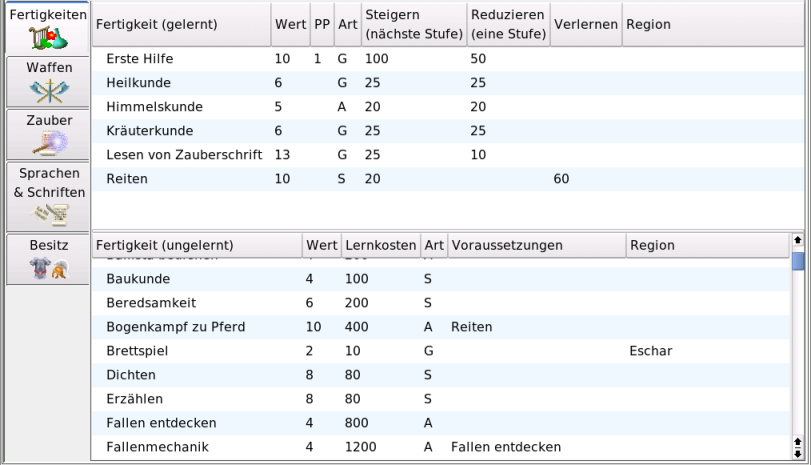 Fertigkeiten
Waffen
Zauber
Sprachen
& Schriften
Besitz
Fertigkeit (gelernt) Wert PP Art Steigern (nächste Stufe) Reduzieren (eine Stufe) Verlernen Region
Erste Hilfe 10 1 G 100 50
Heilkunde 6 G 25 25
Himmelskunde 5 A 20 20
Kräuterkunde 6 G 25 25
Lesen von Zauberschrift 13 G 25 10
Reiten 10 S 20 60
Fertigkeit (ungelernt) Wert Lernkosten Art Voraussetzungen Region
Baukunde 4 100 S
Beredsamkeit 6 200 S
Bogenkampf zu Pferd 10 400 A Reiten
Brettspiel 2 10 G Eschar
Dichten 8 80 S
Erzählen 8 80 S
Fallen entdecken 4 800 A
Fallenmechanik 4 1200 A Fallen entdecken